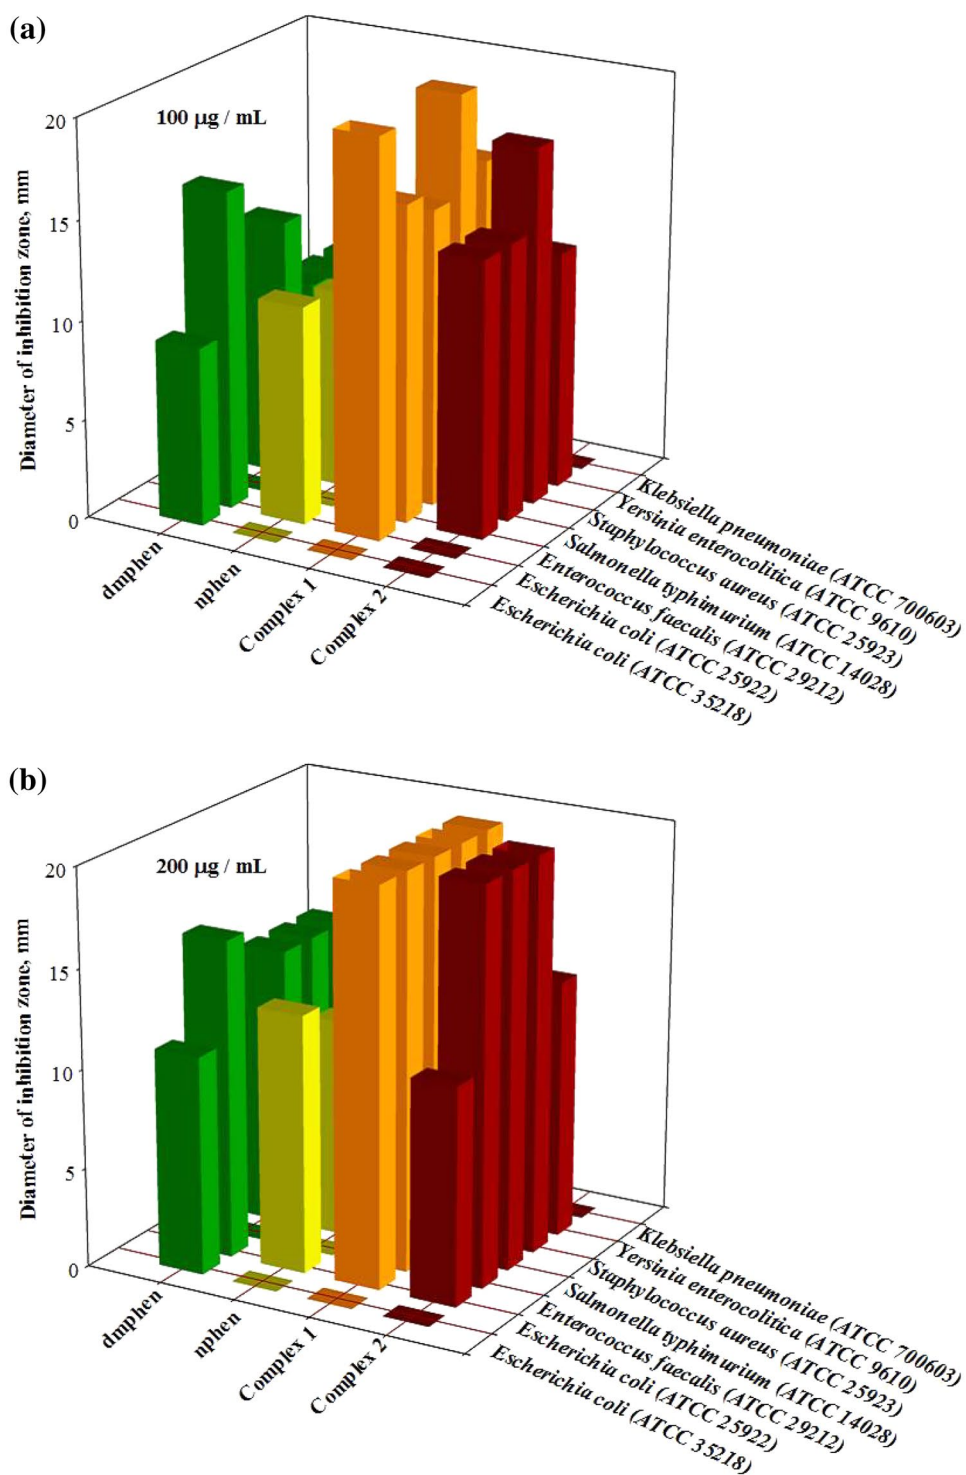 (a)
100 µg / mL
Diameter of inhibition zone, mm
20
15
10
5
0
dmphen
nphen
Complex 1
Complex 2
Klebsiella pneumoniae (ATCC 700603)
Yersinia enterocolitica (ATCC 9610)
Staphylococcus aureus (ATCC 25923)
Salmonella typhimurium (ATCC 14028)
Enterococcus faecalis (ATCC 29212)
Escherichia coli (ATCC 25922)
Escherichia coli (ATCC 35218)
(b)
200 µg / mL
Diameter of inhibition zone, mm
20
15
10
5
0
dmphen
nphen
Complex 1
Complex 2
Klebsiella pneumoniae (ATCC 700603)
Yersinia enterocolitica (ATCC 9610)
Staphylococcus aureus (ATCC 25923)
Salmonella typhimurium (ATCC 14028)
Enterococcus faecalis (ATCC 29212)
Escherichia coli (ATCC 25922)
Escherichia coli (ATCC 35218)